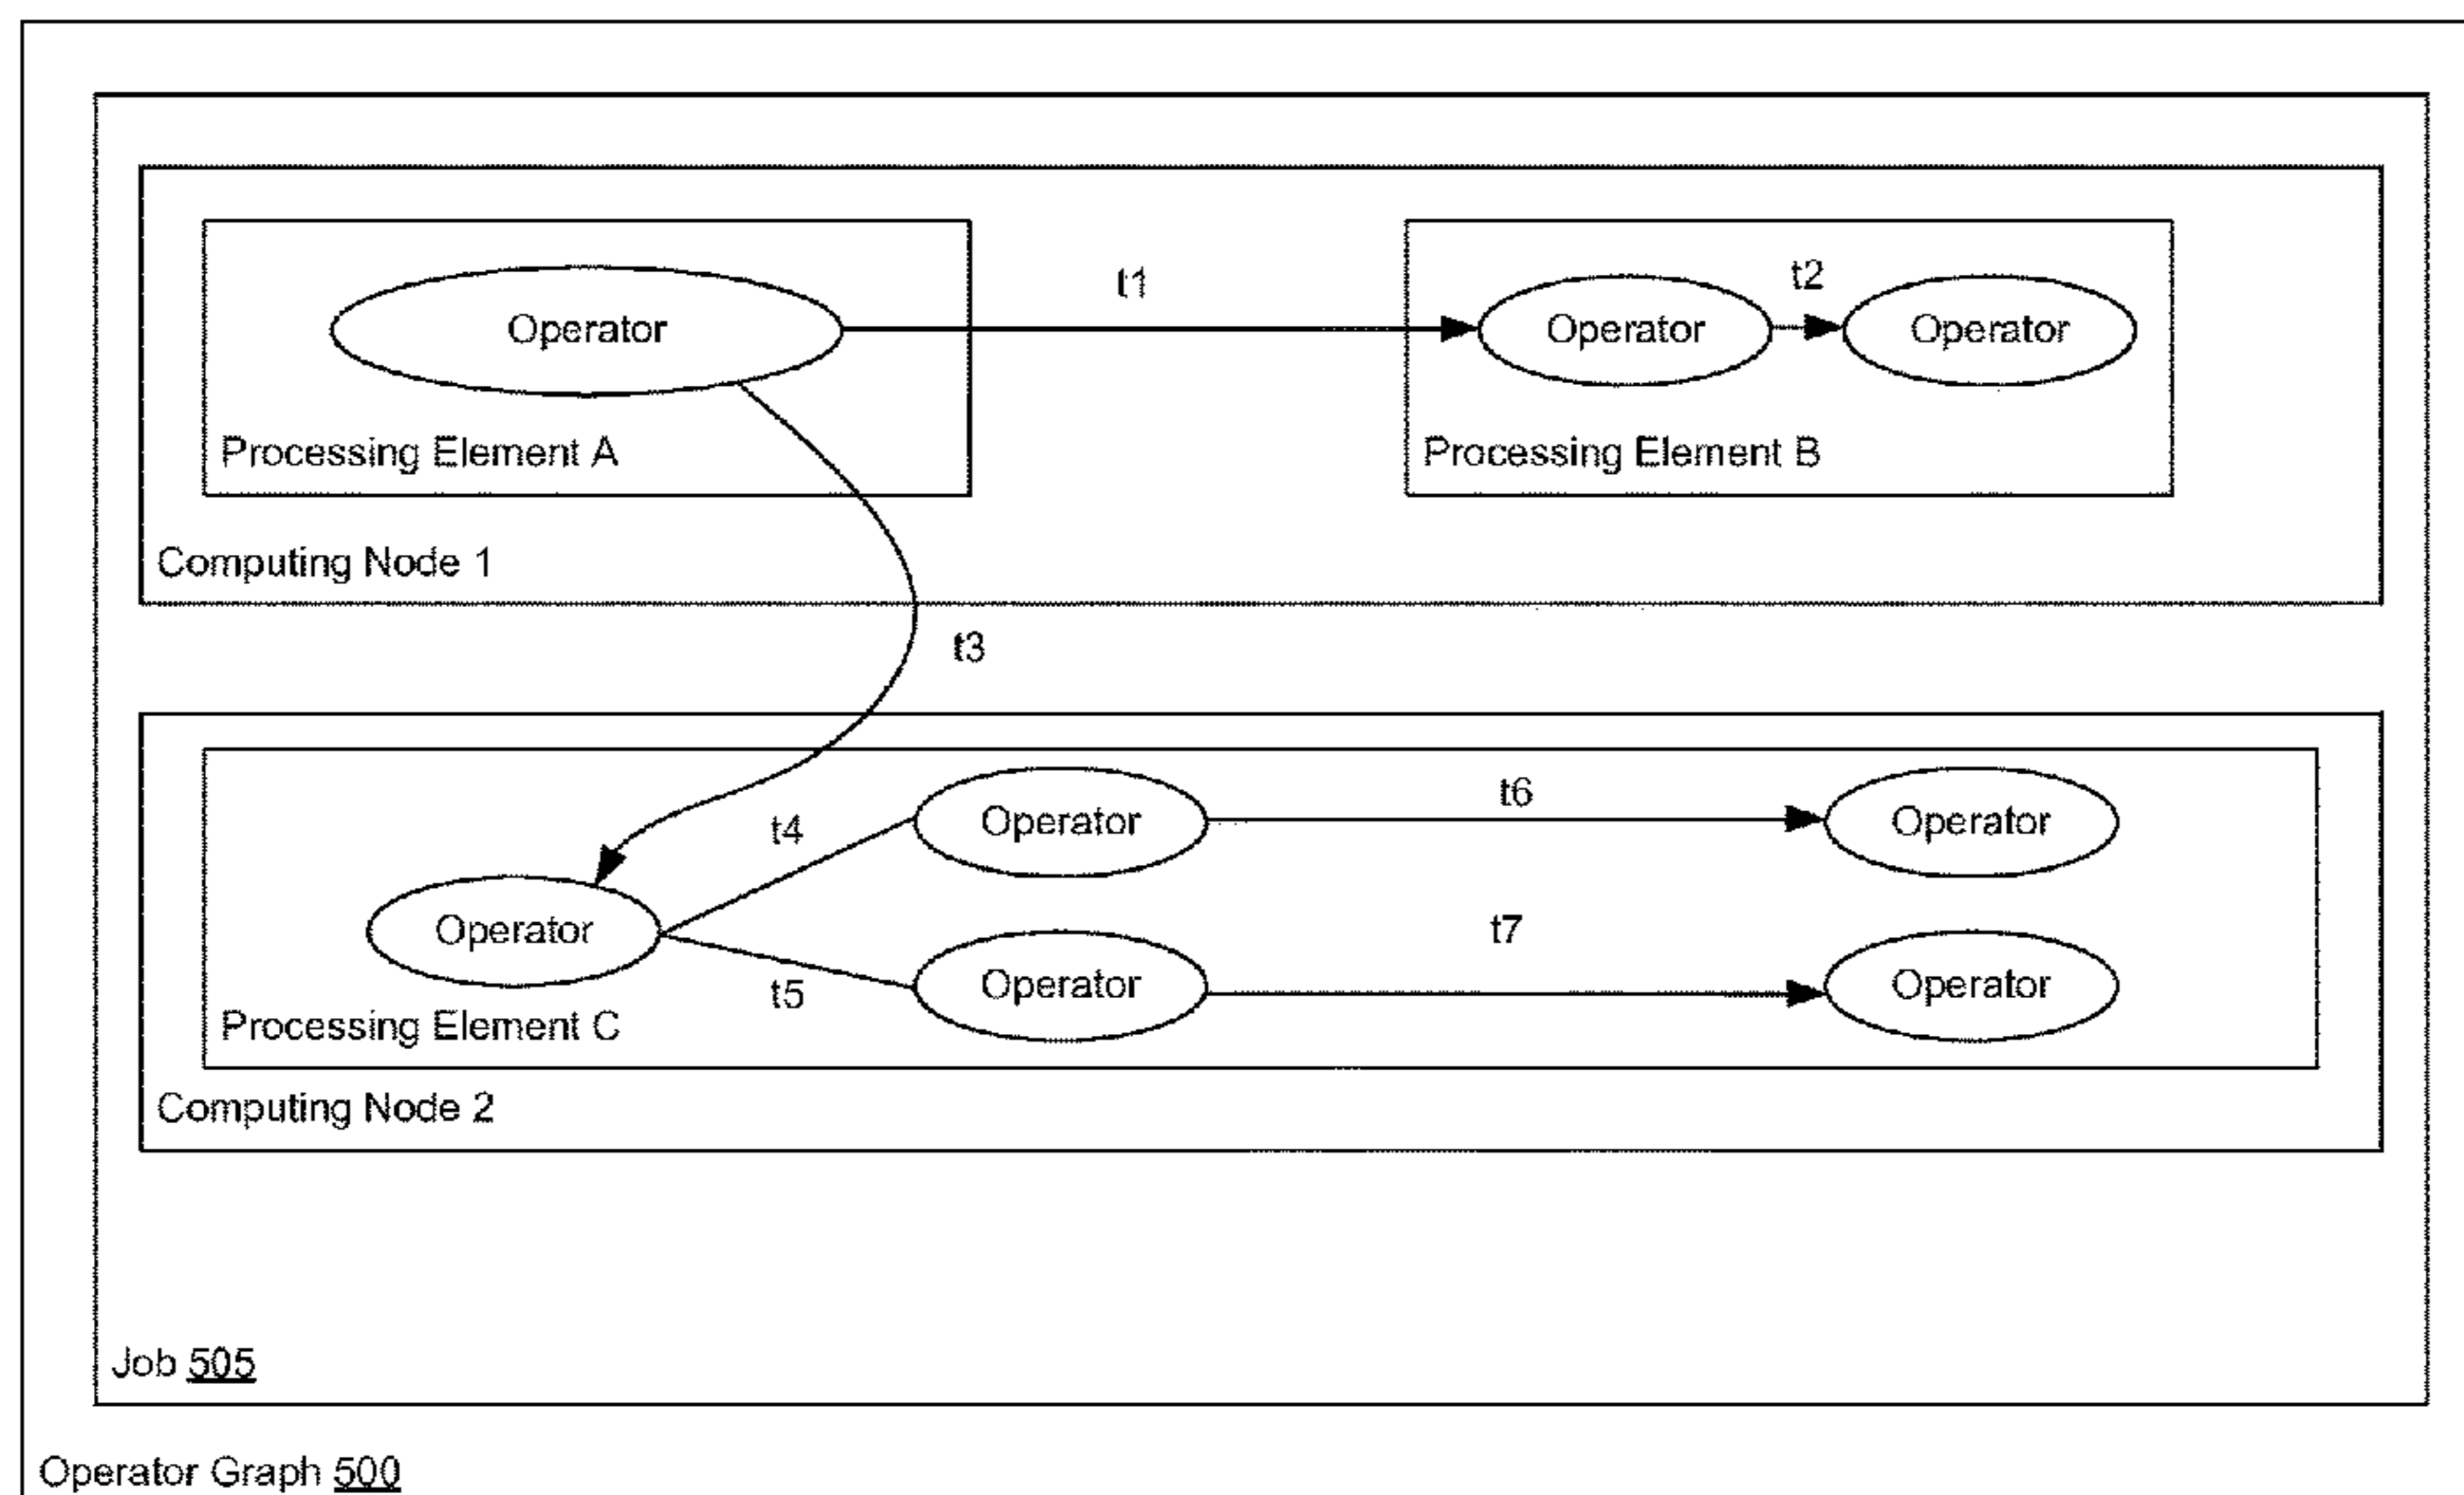 t1
t2
Operator
Operator
Operator
Processing Element A
Processing Element B
Computing Node 1
t3
t6
t4
Operator
Operator
t7
Operator
t5
Operator
Operator
Processing Element C
Computing Node 2
Job 505
Operator Graph 500